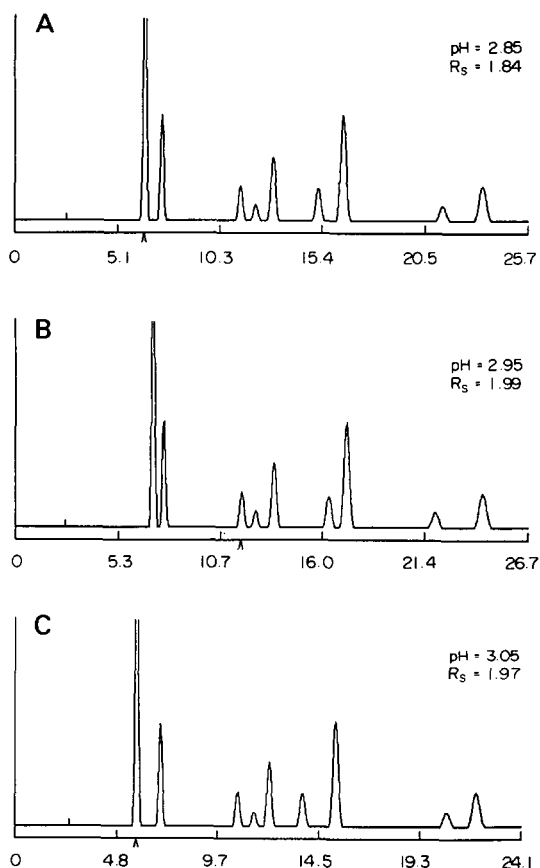 A
pH = 2.85
Rs = 1.84
0 5.1 10.3 15.4 20.5 25.7
B
pH = 2.95
Rs = 1.99
0 5.3 10.7 16.0 21.4 26.7
C
pH = 3.05
Rs = 1.97
0 4.8 9.7 14.5 19.3 24.1